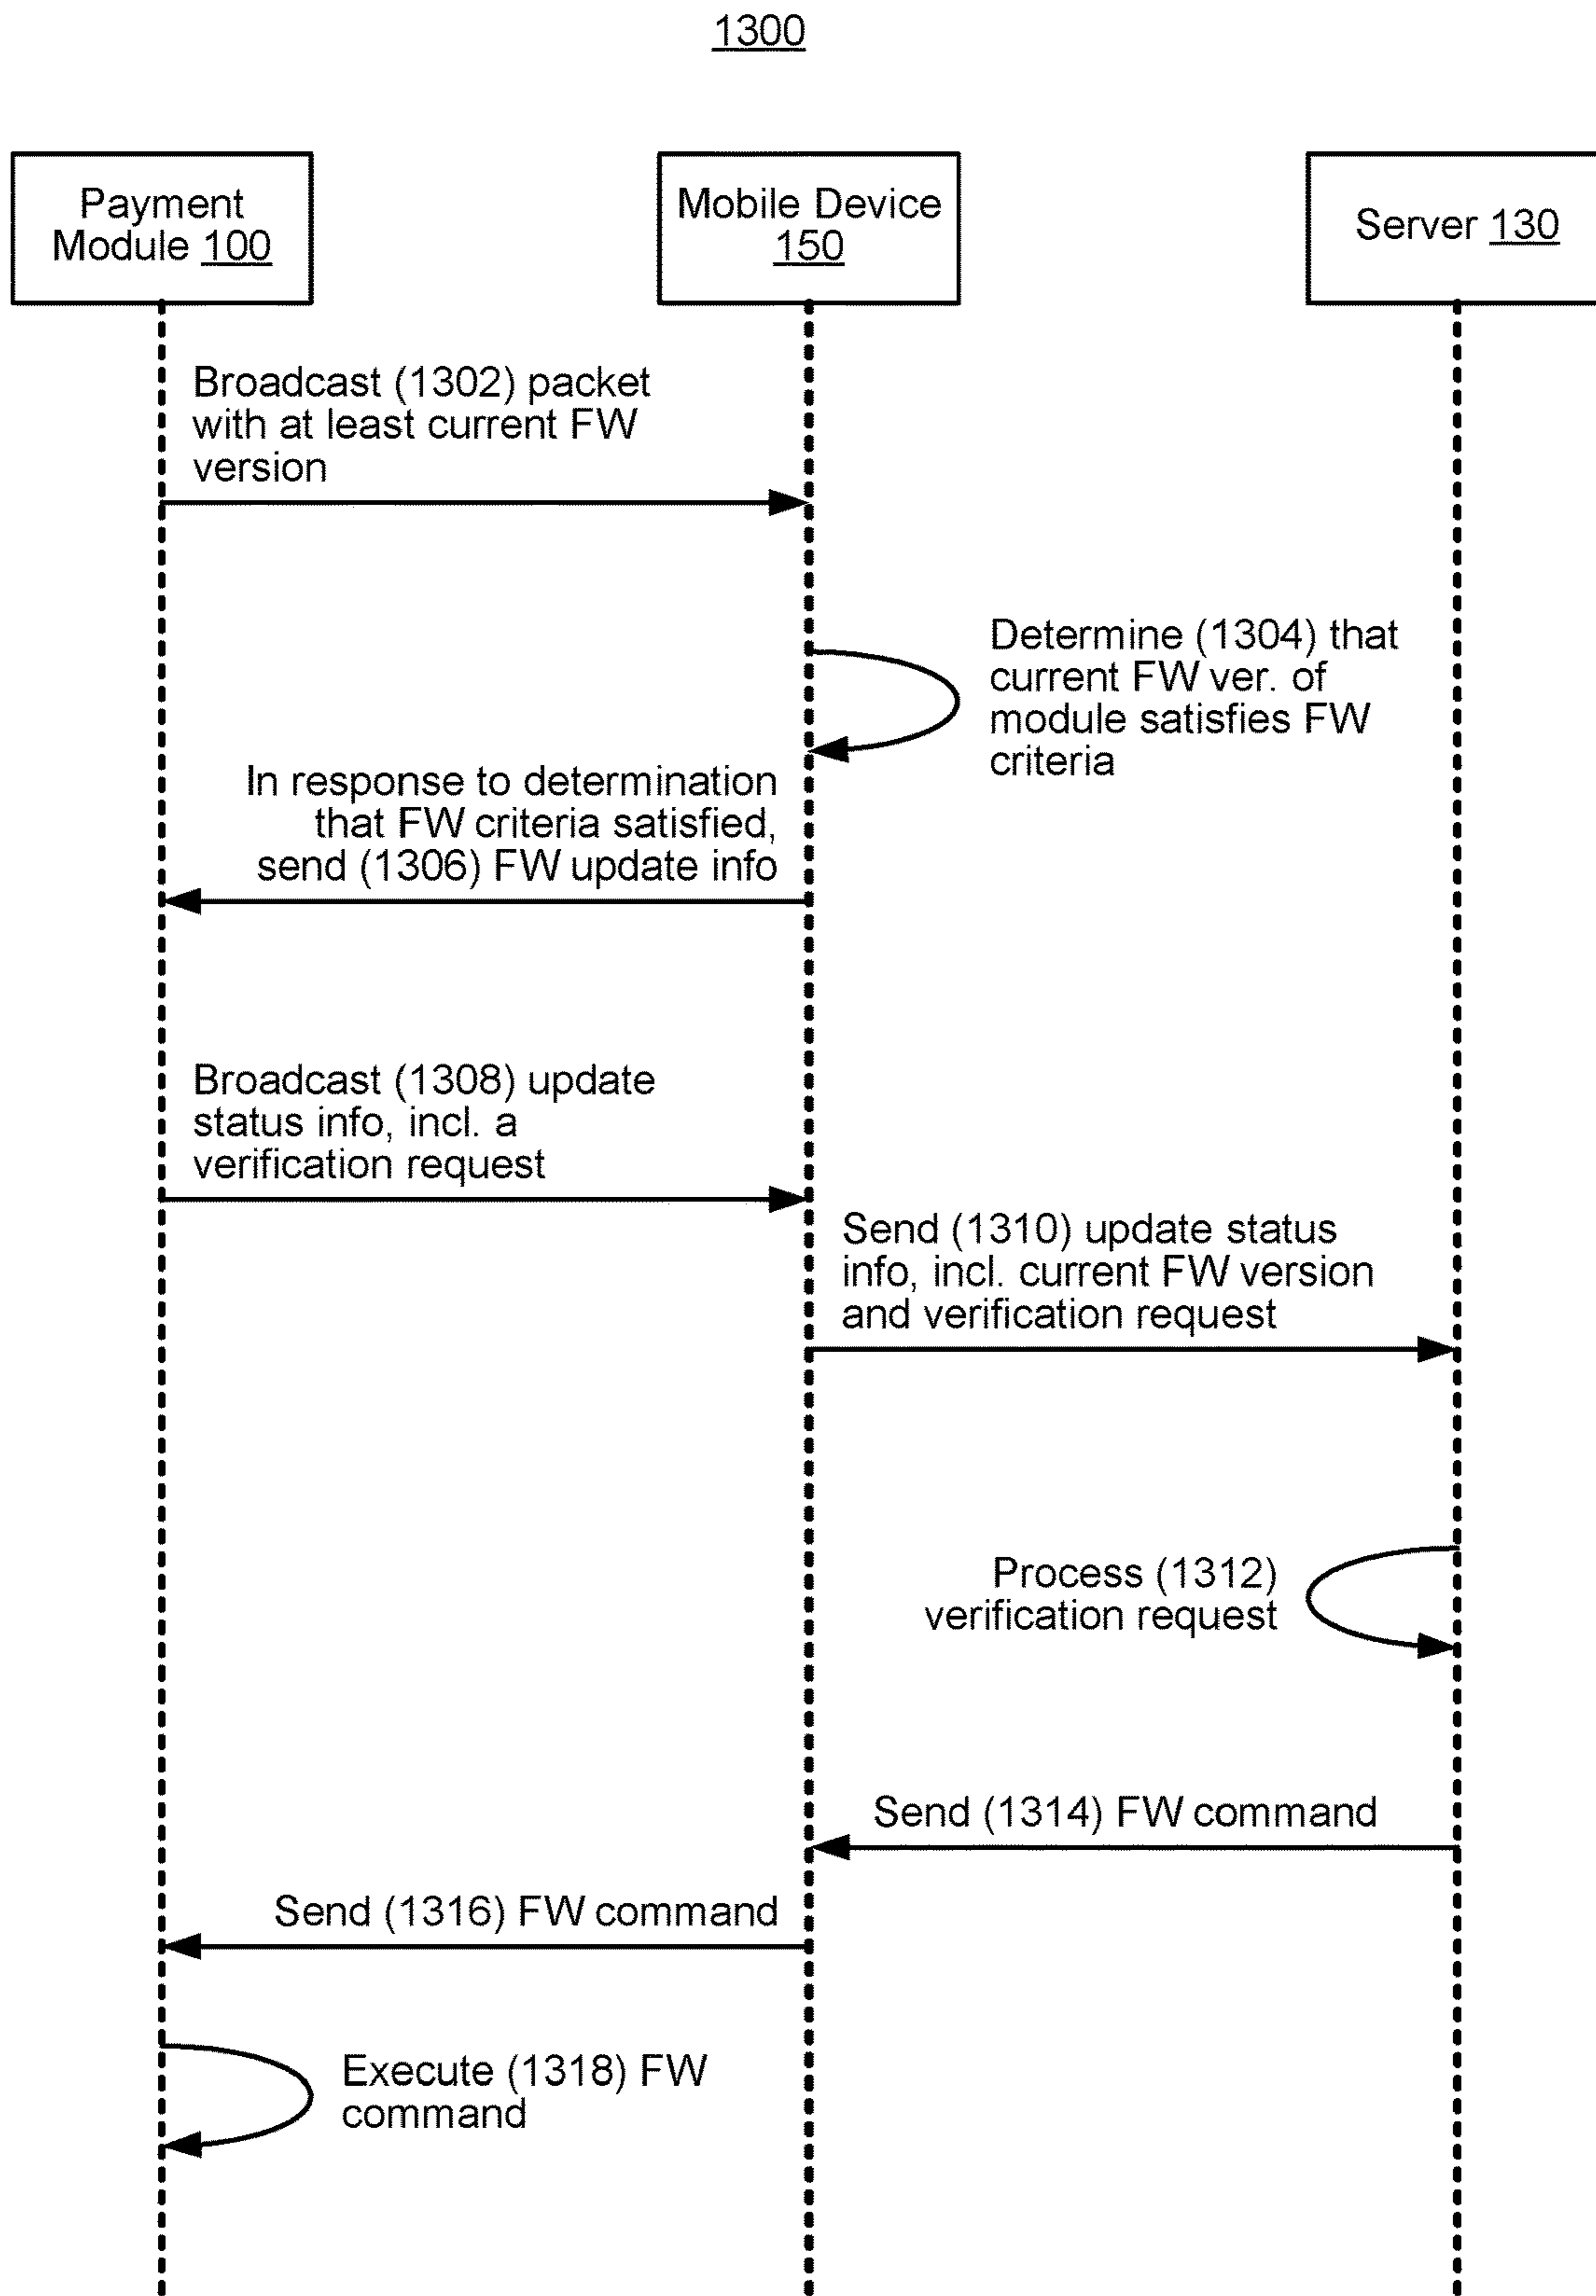 1300
Payment
Module 100
Mobile Device
150
Server 130
Broadcast (1302) packet
with at least current FW
version
Determine (1304) that
current FW ver. of
module satisfies FW
criteria
In response to determination
that FW criteria satisfied,
send (1306) FW update info
Broadcast (1308) update
status info, incl. a
verification request
Send (1310) update status
info, incl. current FW version
and verification request
Process (1312)
verification request
Send (1314) FW command
Send (1316) FW command
Execute (1318) FW
command